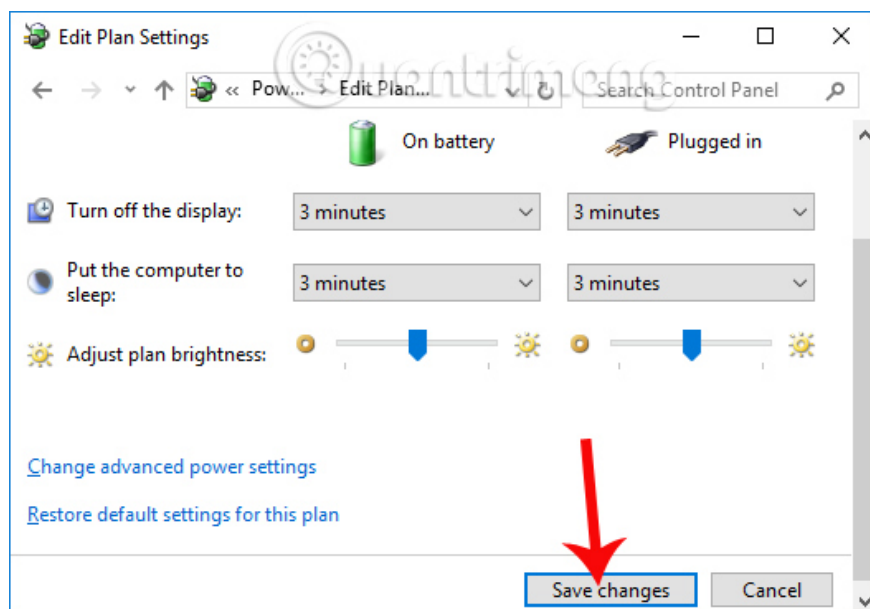 Edit Plan Settings
« Pow... › Edit Plan... Search Control Panel
Quantrimang
On battery Plugged in
Turn off the display: 3 minutes 3 minutes
Put the computer to
sleep: 3 minutes 3 minutes
Adjust plan brightness:
Change advanced power settings
Restore default settings for this plan
Save changes Cancel